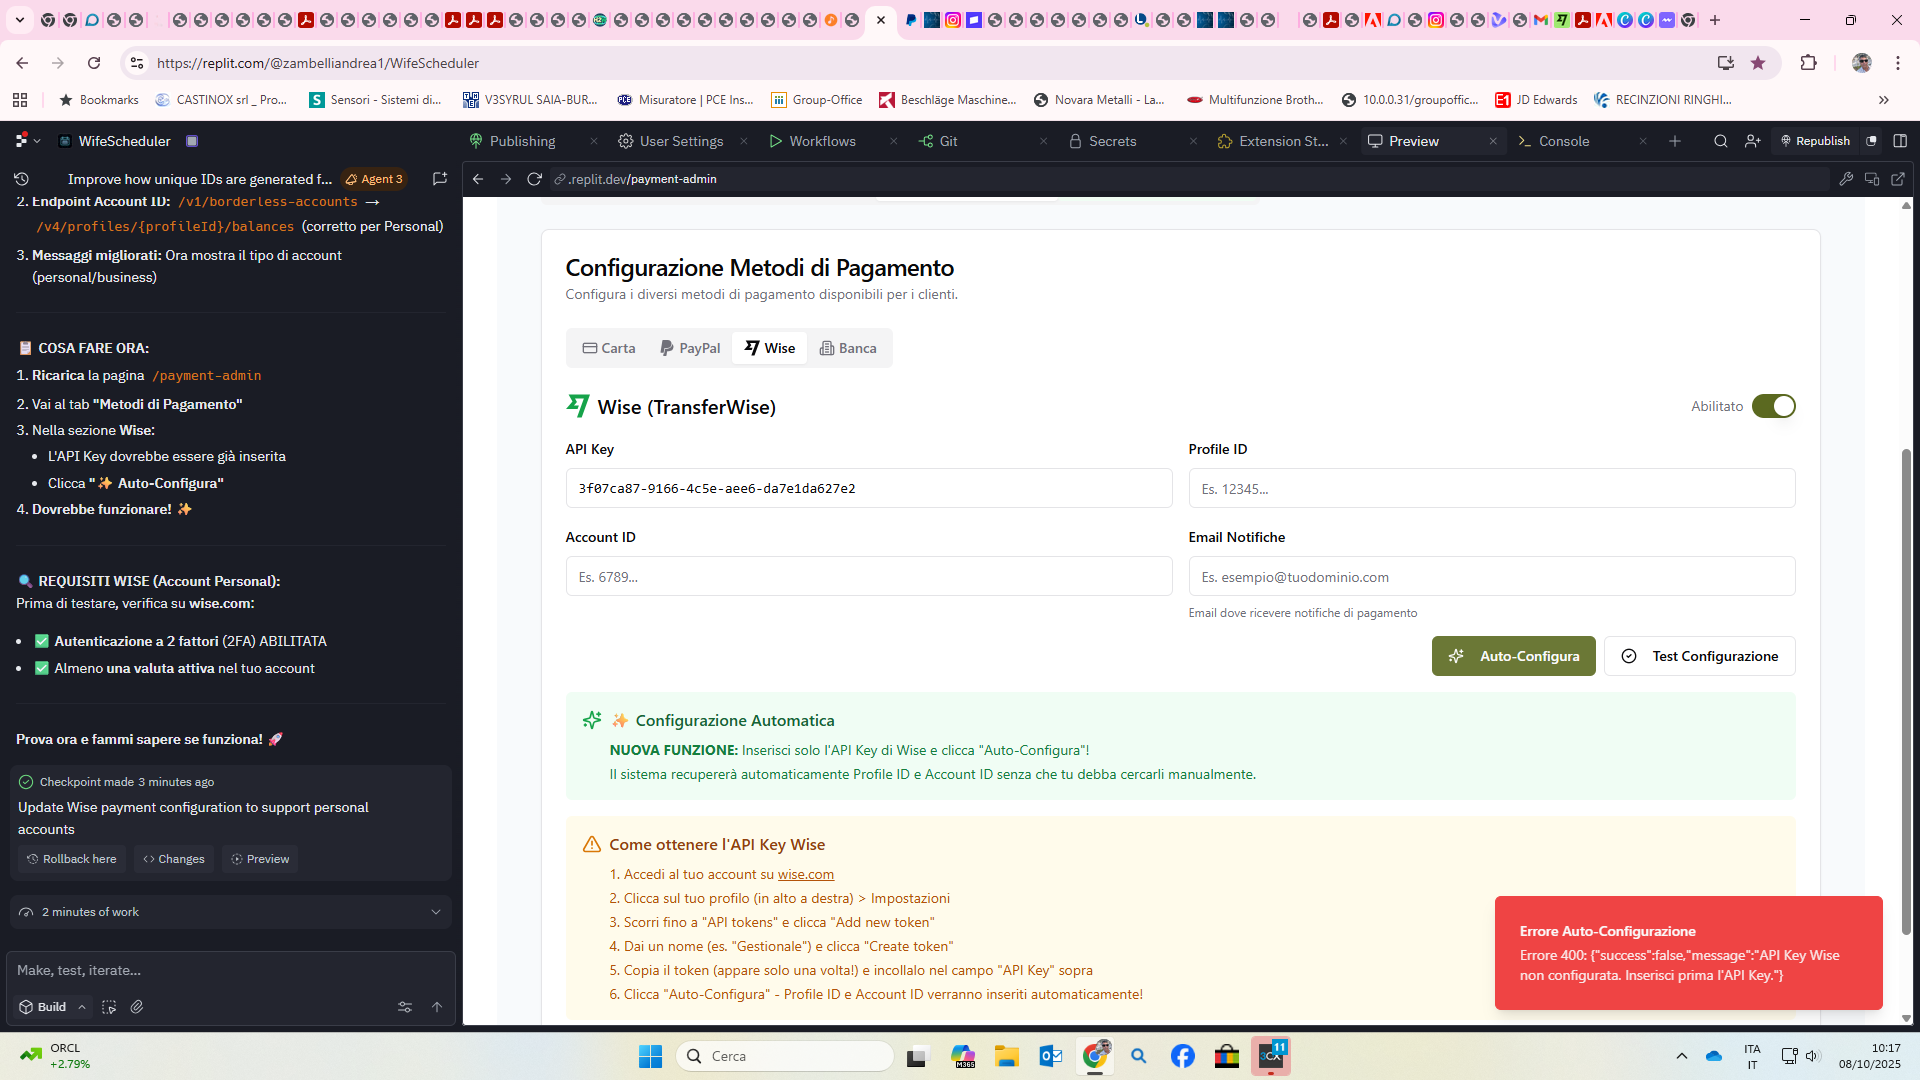 https://replit.com/@zambelliandrea1/WifeScheduler
Bookmarks
CASTINOX srl _ Pro...
Sensori - Sistemi di...
V3SYRUL SAIA-BUR...
Misuratore | PCE Ins...
Group-Office
Beschläge Maschine...
Novara Metalli - La...
Multifunzione Broth...
10.0.0.31/groupoffic...
JD Edwards
RECINZIONI RINGHI...
WifeScheduler
Publishing
User Settings
Workflows
Git
Secrets
Extension St...
Preview
Console
Republish
Improve how unique IDs are generated f...
Agent 3
.replit.dev/payment-admin
2. Endpoint Account ID: /v1/borderless-accounts →
/v4/profiles/{profileId}/balances (corretto per Personal)
3. Messaggi migliorati: Ora mostra il tipo di account
(personal/business)
📋 COSA FARE ORA:
1. Ricarica la pagina /payment-admin
2. Vai al tab "Metodi di Pagamento"
3. Nella sezione Wise:
• L'API Key dovrebbe essere già inserita
• Clicca "✨ Auto-Configura"
4. Dovrebbe funzionare! ✨
🔍 REQUISITI WISE (Account Personal):
Prima di testare, verifica su wise.com:
• ✅ Autenticazione a 2 fattori (2FA) ABILITATA
• ✅ Almeno una valuta attiva nel tuo account
Prova ora e fammi sapere se funziona! 🚀
Checkpoint made 3 minutes ago
Update Wise payment configuration to support personal
accounts
Rollback here
Changes
Preview
2 minutes of work
Make, test, iterate...
Build
Configurazione Metodi di Pagamento
Configura i diversi metodi di pagamento disponibili per i clienti.
Carta
PayPal
Wise
Banca
Wise (TransferWise)
Abilitato
API Key
Profile ID
3f07ca87-9166-4c5e-aee6-da7e1da627e2
Es. 12345...
Account ID
Email Notifiche
Es. 6789...
Es. esempio@tuodominio.com
Email dove ricevere notifiche di pagamento
Auto-Configura
Test Configurazione
✨ Configurazione Automatica
NUOVA FUNZIONE: Inserisci solo l'API Key di Wise e clicca "Auto-Configura"!
Il sistema recupererà automaticamente Profile ID e Account ID senza che tu debba cercarli manualmente.
Come ottenere l'API Key Wise
1. Accedi al tuo account su wise.com
2. Clicca sul tuo profilo (in alto a destra) > Impostazioni
3. Scorri fino a "API tokens" e clicca "Add new token"
4. Dai un nome (es. "Gestionale") e clicca "Create token"
5. Copia il token (appare solo una volta!) e incollalo nel campo "API Key" sopra
6. Clicca "Auto-Configura" - Profile ID e Account ID verranno inseriti automaticamente!
Errore Auto-Configurazione
Errore 400: {"success":false,"message":"API Key Wise
non configurata. Inserisci prima l'API Key."}
ORCL
+2.79%
Cerca
M365
3CX
11
ITA
IT
10:17
08/10/2025